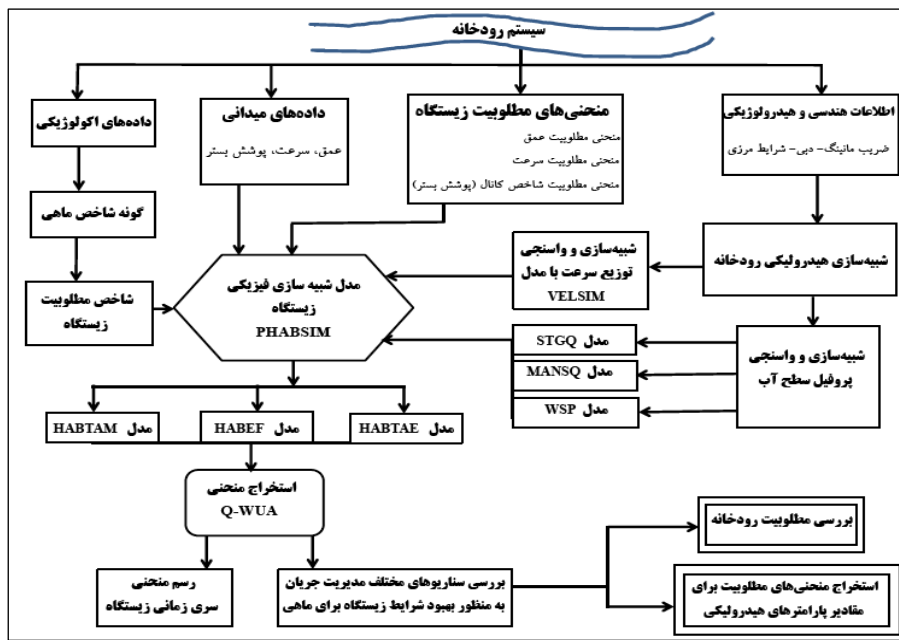 سیستم رودخانه
اطلاعات هندسی و هیدرولوژیکی
ضریب مانینگ- دبی- شرایط مرزی
منحنی‌های مطلوبیت زیستگاه
منحنی مطلوبیت عمق
منحنی مطلوبیت سرعت
منحنی مطلوبیت شاخص کانال (پوشش بستر)
داده‌های میدانی
عمق، سرعت، پوشش بستر
داده‌های اکولوژیکی
گونه شاخص ماهی
شاخص مطلوبیت
زیستگاه
شبیه‌سازی هیدرولیکی رودخانه
شبیه‌سازی و واسنجی
توزیع سرعت با مدل
VELSIM
مدل شبیه سازی فیزیکی
زیستگاه
PHABSIM
شبیه‌سازی و واسنجی
پروفیل سطح آب
مدل STGQ
مدل MANSQ
مدل WSP
مدل HABTAE
مدل HABEF
مدل HABTAM
استخراج منحنی
Q-WUA
رسم منحنی
سری زمانی زیستگاه
بررسی سناریوهای مختلف مدیریت جریان
به منظور بهبود شرایط زیستگاه برای ماهی
بررسی مطلوبیت رودخانه
استخراج منحنی‌های مطلوبیت برای
مقادیر پارامترهای هیدرولیکی